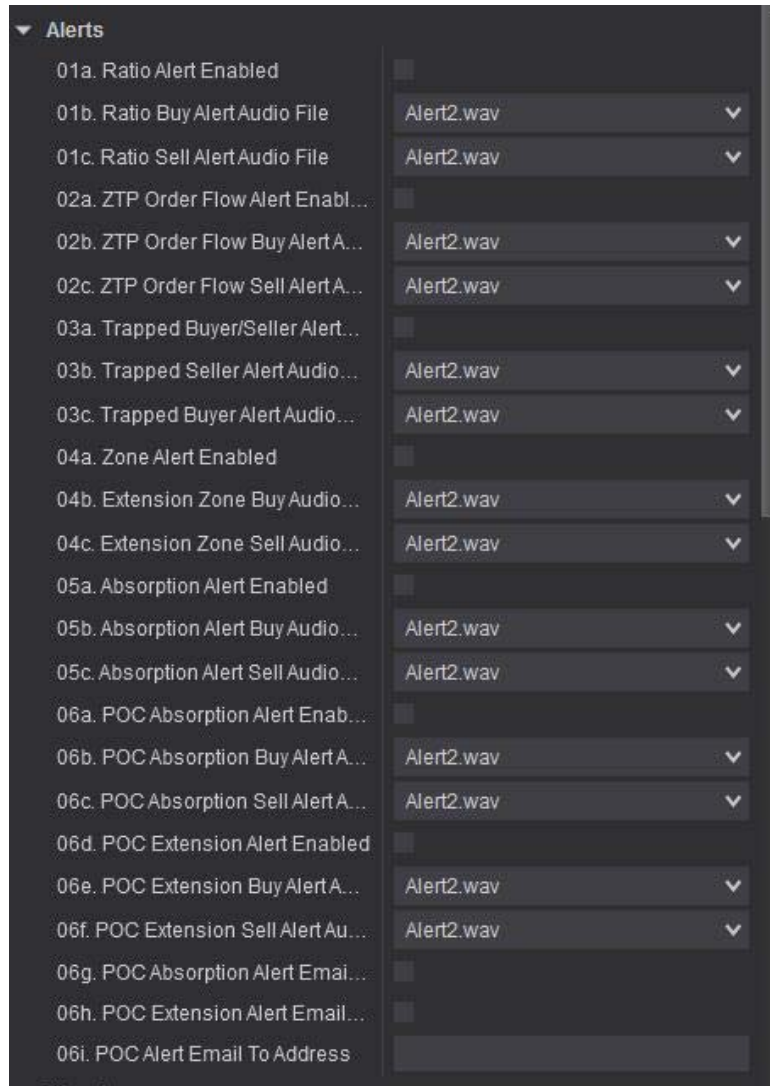 Alerts
01a. Ratio Alert Enabled
01b. Ratio Buy Alert Audio File Alert2.wav
01c. Ratio Sell Alert Audio File Alert2.wav
02a. ZTP Order Flow Alert Enabl...
02b. ZTP Order Flow Buy Alert A... Alert2.wav
02c. ZTP Order Flow Sell Alert A... Alert2.wav
03a. Trapped Buyer/Seller Alert...
03b. Trapped Seller Alert Audio... Alert2.wav
03c. Trapped Buyer Alert Audio... Alert2.wav
04a. Zone Alert Enabled
04b. Extension Zone Buy Audio... Alert2.wav
04c. Extension Zone Sell Audio... Alert2.wav
05a. Absorption Alert Enabled
05b. Absorption Alert Buy Audio... Alert2.wav
05c. Absorption Alert Sell Audio... Alert2.wav
06a. POC Absorption Alert Enab...
06b. POC Absorption Buy Alert A... Alert2.wav
06c. POC Absorption Sell Alert A... Alert2.wav
06d. POC Extension Alert Enabled
06e. POC Extension Buy Alert A... Alert2.wav
06f. POC Extension Sell Alert Au... Alert2.wav
06g. POC Absorption Alert Emai...
06h. POC Extension Alert Email...
06i. POC Alert Email To Address